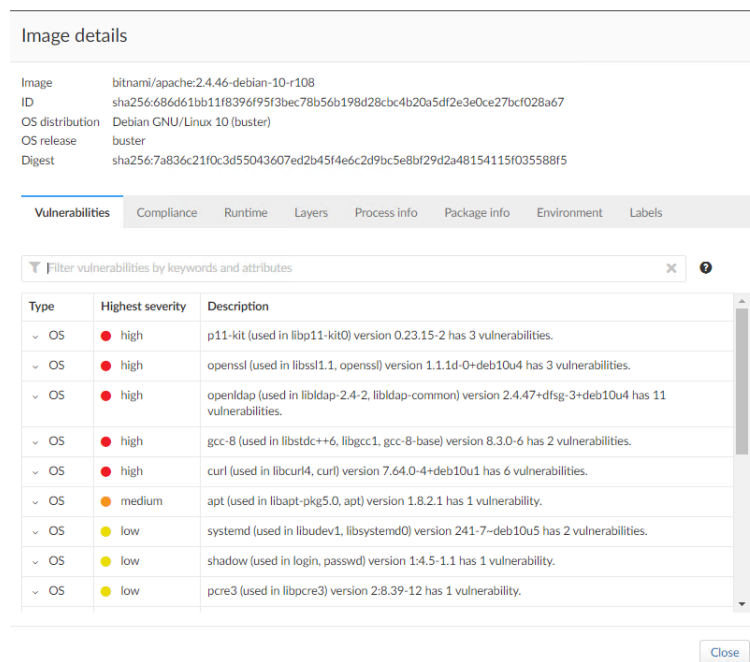 Image details
Image bitnami/apache:2.4.46-debian-10-r108
ID sha256:686d61bb11f8396f95f3bec78b56b198d28cbc4b20a5df2e3e0ce27bcf028a67
OS distribution Debian GNU/Linux 10 (buster)
OS release buster
Digest sha256:7a836c21f0c3d55043607ed2b45f4e6c2d9bc5e8bf29d2a48154115f035588f5
Vulnerabilities Compliance Runtime Layers Process info Package info Environment Labels
Filter vulnerabilities by keywords and attributes
Type Highest severity Description
OS high p11-kit (used in libp11-kit0) version 0.23.15-2 has 3 vulnerabilities.
OS high openssl (used in libssl1.1, openssl) version 1.1.1d-0+deb10u4 has 3 vulnerabilities.
OS high openldap (used in libldap-2.4-2, libldap-common) version 2.4.47+dfsg-3+deb10u4 has 11
vulnerabilities.
OS high gcc-8 (used in libstdc++6, libgcc1, gcc-8-base) version 8.3.0-6 has 2 vulnerabilities.
OS high curl (used in libcurl4, curl) version 7.64.0-4+deb10u1 has 6 vulnerabilities.
OS medium apt (used in libapt-pkg5.0, apt) version 1.8.2.1 has 1 vulnerability.
OS low systemd (used in libudev1, libsystemd0) version 241-7~deb10u5 has 2 vulnerabilities.
OS low shadow (used in login, passwd) version 1:4.5-1.1 has 1 vulnerability.
OS low pcre3 (used in libpcre3) version 2:8.39-12 has 1 vulnerability.
Close